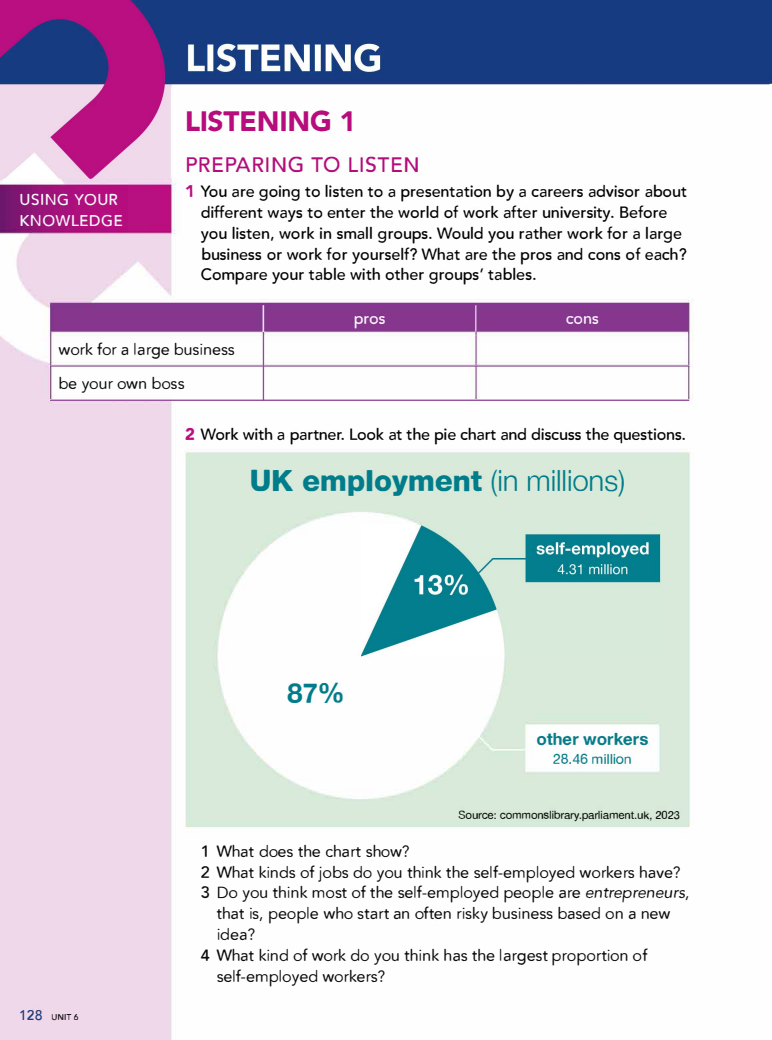 LISTENING
LISTENING 1
PREPARING TO LISTEN
USING YOUR
KNOWLEDGE
1 You are going to listen to a presentation by a careers advisor about
different ways to enter the world of work after university. Before
you listen, work in small groups. Would you rather work for a large
business or work for yourself? What are the pros and cons of each?
Compare your table with other groups' tables.
pros cons
work for a large business
be your own boss
2 Work with a partner. Look at the pie chart and discuss the questions.
UK employment (in millions)
self-employed
4.31 million
13%
87%
other workers
28.46 million
Source: commonslibrary.parliament.uk, 2023
1 What does the chart show?
2 What kinds of jobs do you think the self-employed workers have?
3 Do you think most of the self-employed people are entrepreneurs,
that is, people who start an often risky business based on a new
idea?
4 What kind of work do you think has the largest proportion of
self-employed workers?
128 UNIT 6